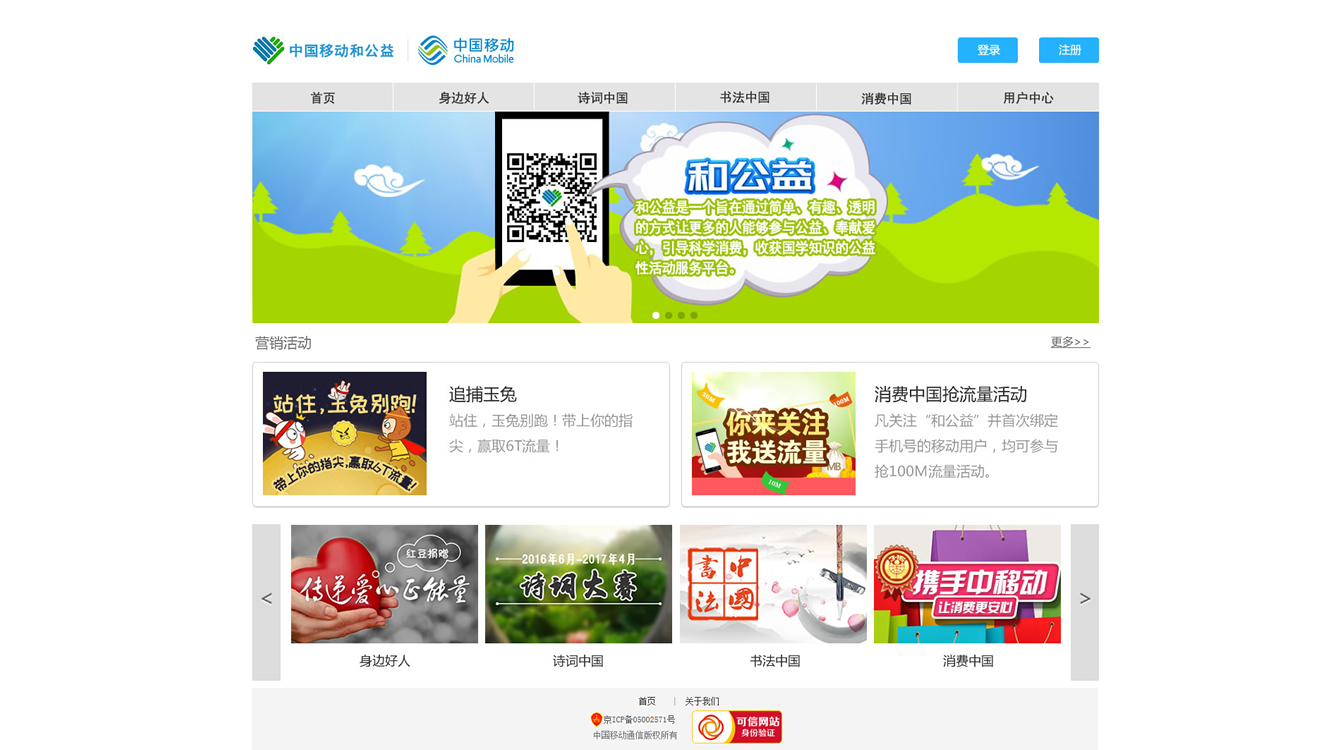 中国移动和公益
中国移动
China Mobile
登录
注册
首页
身边好人
诗词中国
书法中国
消费中国
用户中心
和公益
和公益是一个旨在通过简单、有趣、透明
的方式让更多的人能够参与公益、奉献爱
心，引导科学消费，收获国学知识的公益
性活动服务平台。
营销活动
更多>>
站住,玉兔别跑!
带上你的指尖,赢取6T流量!
追捕玉兔
站住，玉兔别跑！带上你的指
尖，赢取6T流量！
30M
100M
你来关注
我送流量
MB
10M
消费中国抢流量活动
凡关注“和公益”并首次绑定
手机号的移动用户，均可参与
抢100M流量活动。
<
红豆捐赠
传递爱心正能量
身边好人
2016年6月-2017年4月
诗词大赛
诗词中国
書中
法國
书法中国
携手中移动
让消费更安心
消费中国
>
首页 | 关于我们
京ICP备05002571号
中国移动通信版权所有
可信网站
身份验证